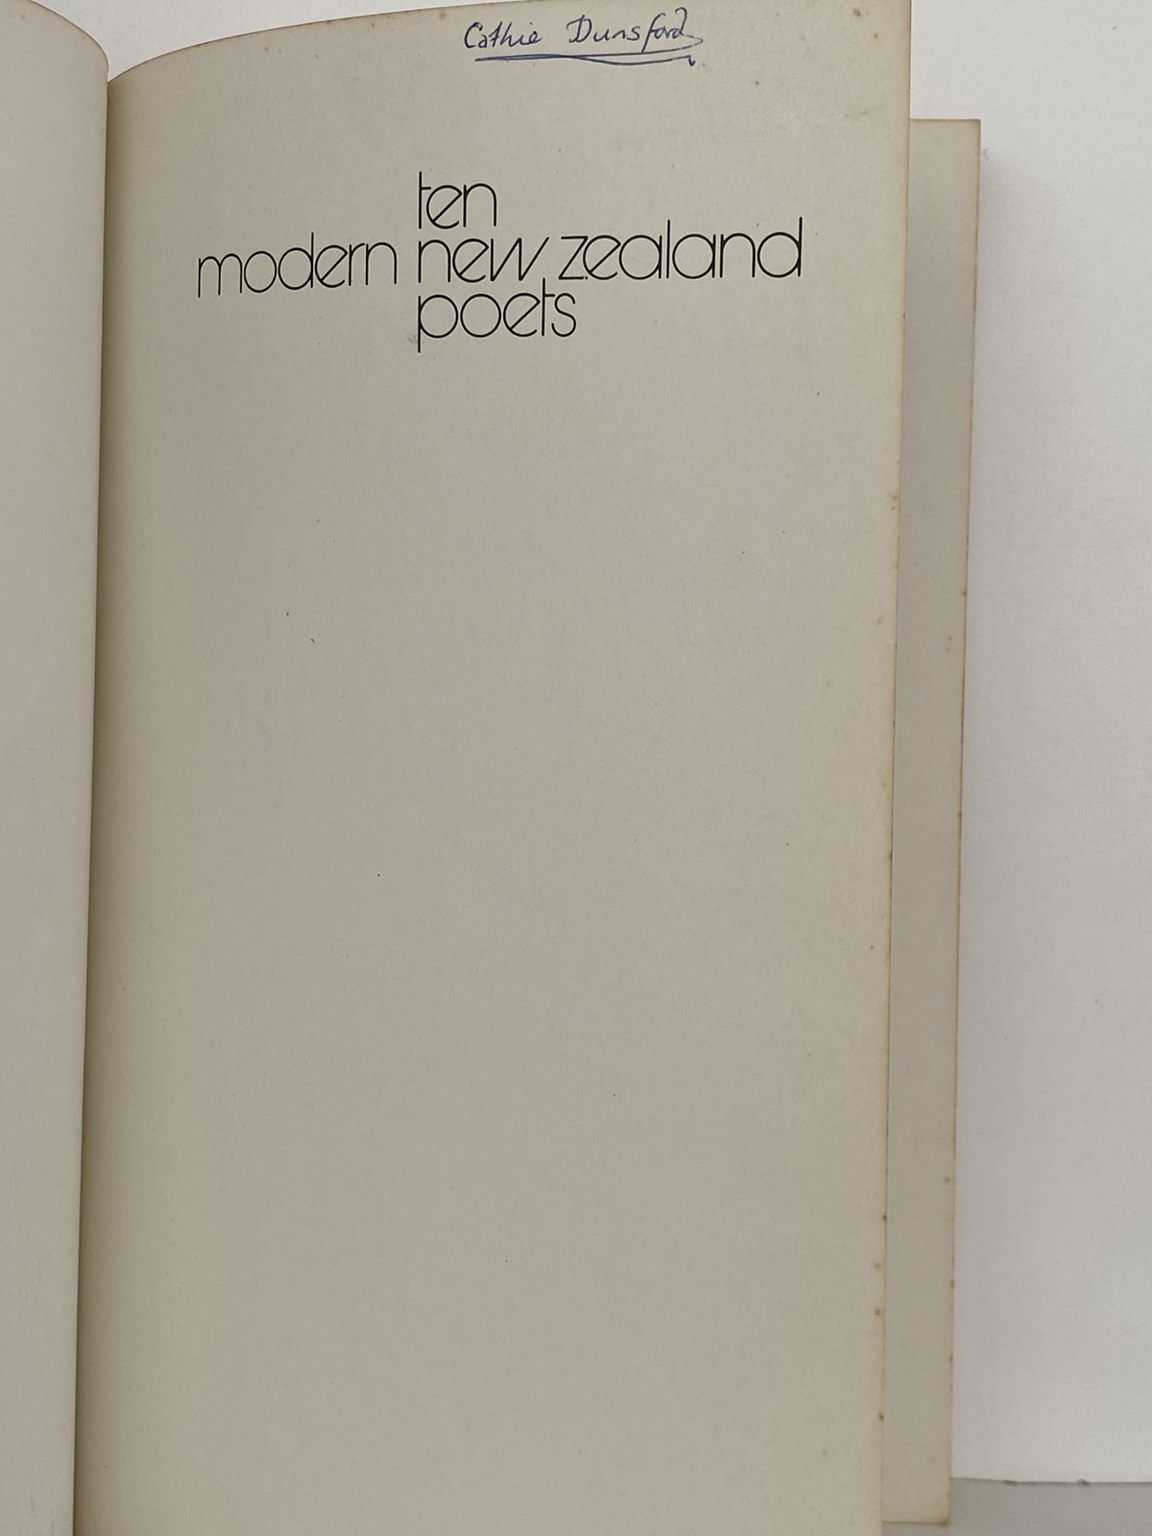 Cathie Dunsford
ten
modern new zealand
poets